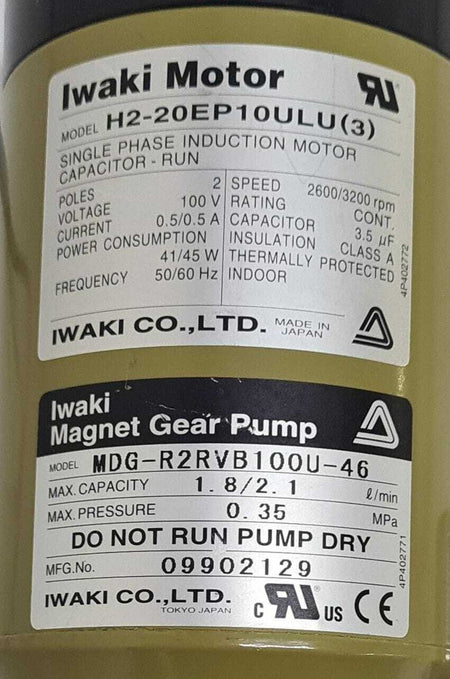 Iwaki Motor
MODEL H2-20EP10ULU(3)
SINGLE PHASE INDUCTION MOTOR
CAPACITOR - RUN
POLES 2
VOLTAGE 100 V
CURRENT 0.5/0.5 A
POWER CONSUMPTION
41/45 W
FREQUENCY 50/60 Hz
SPEED 2600/3200 rpm
RATING CONT.
CAPACITOR 3.5 µF
INSULATION CLASS A
THERMALLY PROTECTED
INDOOR
4P402772
IWAKI CO.,LTD. MADE IN JAPAN
Iwaki
Magnet Gear Pump
MODEL MDG-R2RVB100U-46
MAX. CAPACITY 1.8/2.1 ℓ/min
MAX. PRESSURE 0.35 MPa
DO NOT RUN PUMP DRY
MFG.No. 09902129
4P402771
IWAKI CO.,LTD.
TOKYO JAPAN
c RU US CE